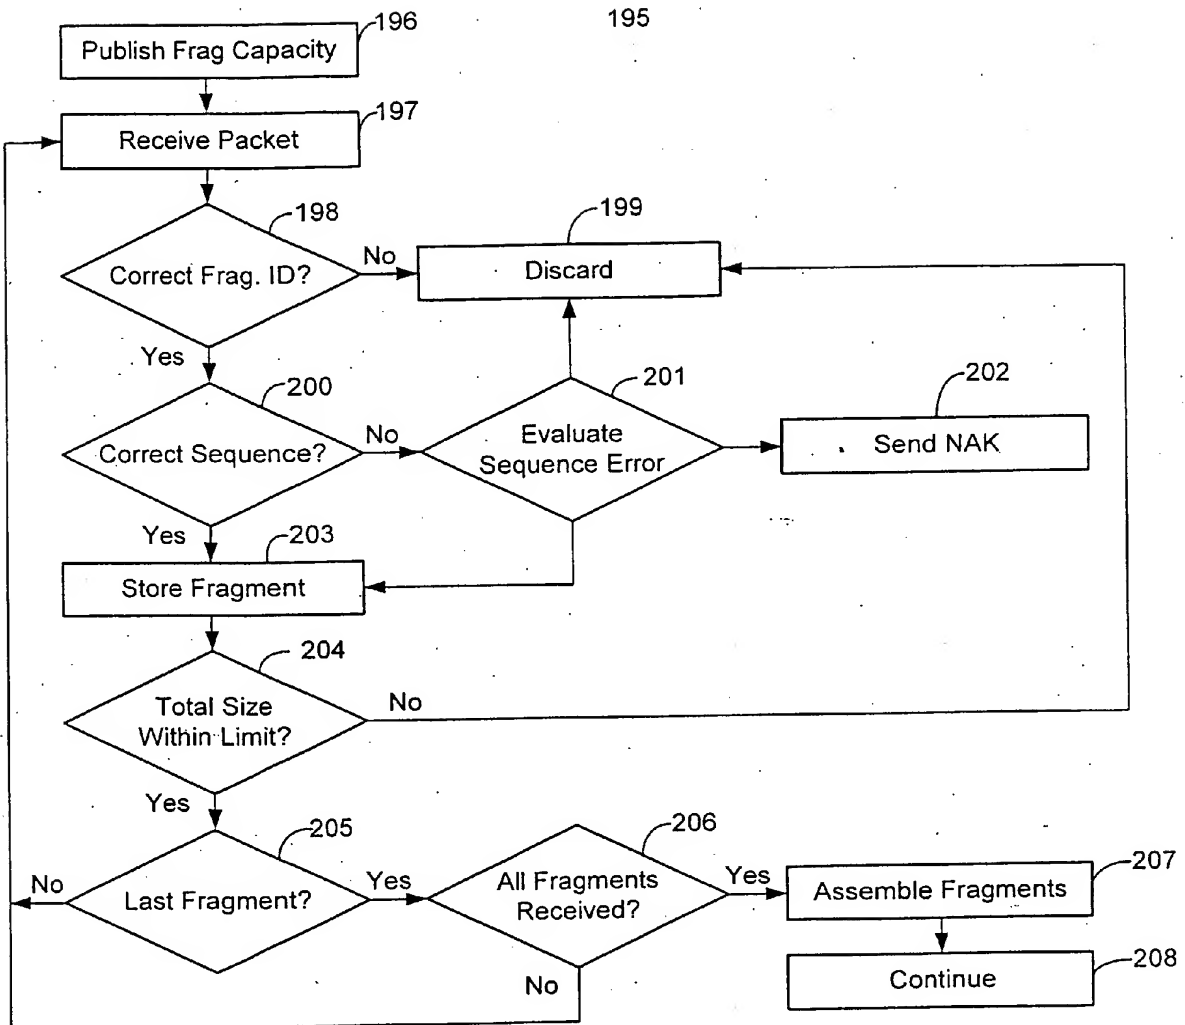 195
196
Publish Frag Capacity
197
Receive Packet
198
Correct Frag. ID?
No
199
Discard
Yes
200
Correct Sequence?
No
201
Evaluate
Sequence Error
202
Send NAK
Yes
203
Store Fragment
204
Total Size
Within Limit?
No
Yes
205
Last Fragment?
No
Yes
206
All Fragments
Received?
Yes
No
207
Assemble Fragments
208
Continue